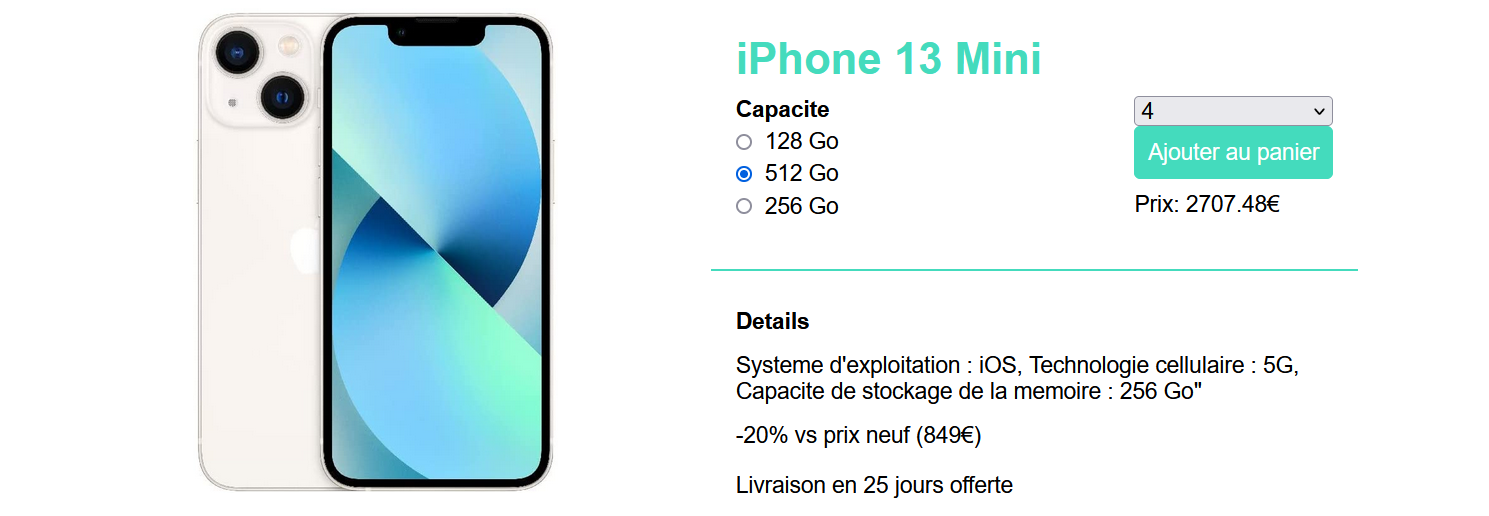 iPhone 13 Mini
Capacite
128 Go
512 Go
256 Go
4
Ajouter au panier
Prix: 2707.48€
Details
Systeme d'exploitation : iOS, Technologie cellulaire : 5G,
Capacite de stockage de la memoire : 256 Go"
-20% vs prix neuf (849€)
Livraison en 25 jours offerte